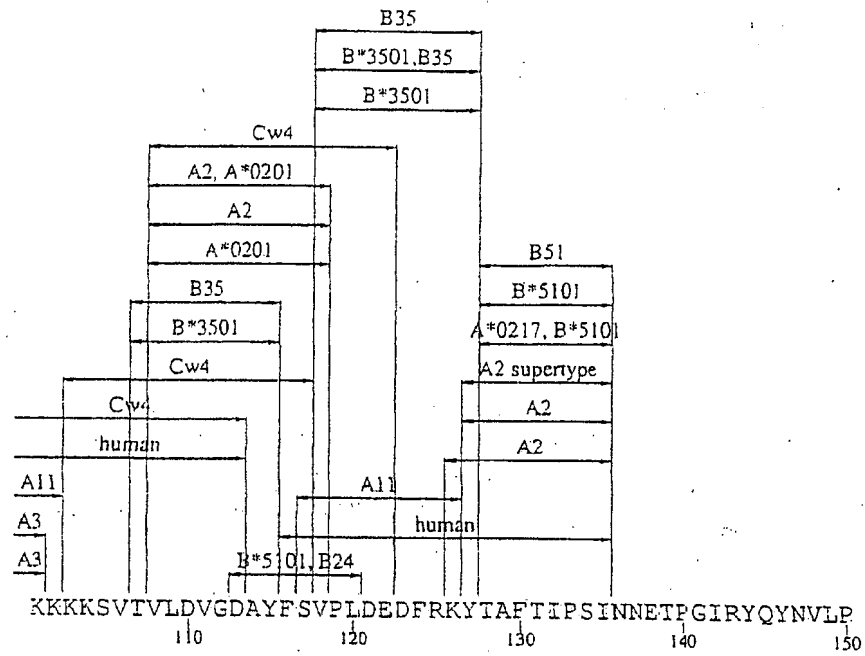 B35
B*3501,B35
B*3501
Cw4
A2, A*0201
A2
A*0201
B51
B35
B*5101
B*3501
A*0217, B*5101
Cw4
A2 supertype
Cw4
A2
human
A2
A11
A11
A3
human
A3
B*5101, B24
KKKKSVTVLDVGDAYFSVPLDEDFRKYTAFTIPSINNETPGIRYQYNVLP
110 120 130 140 150